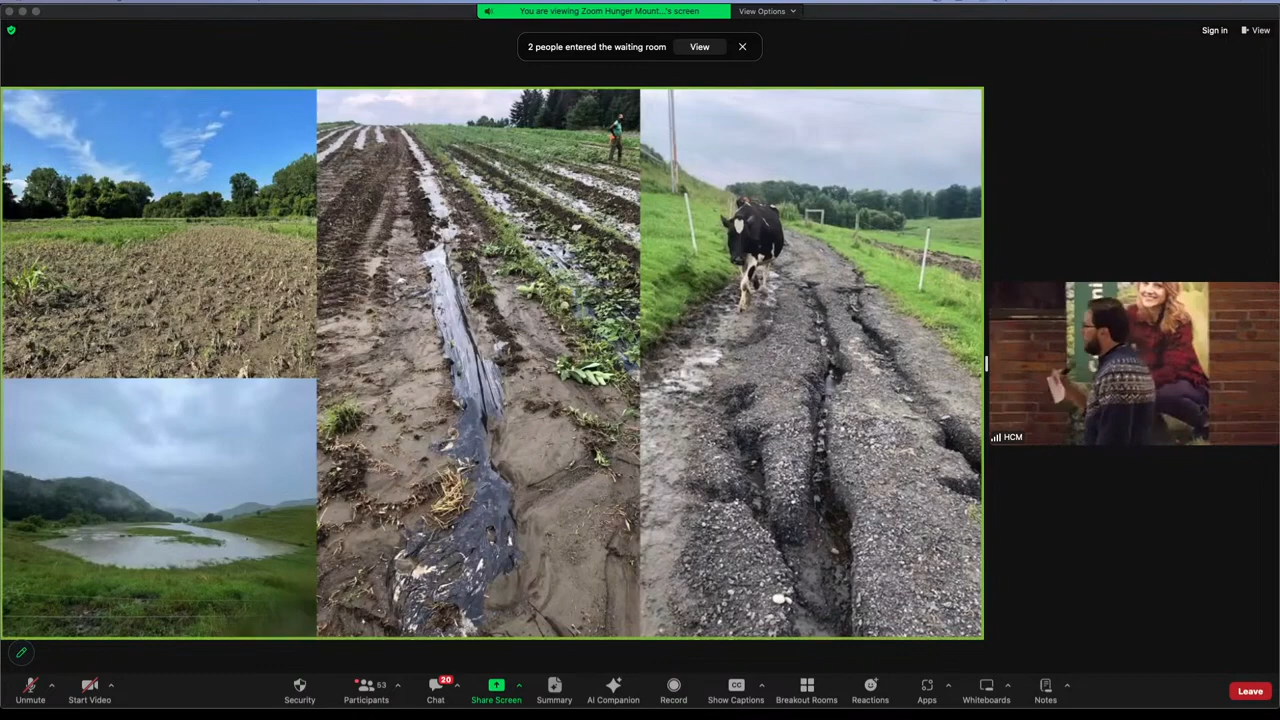 You are viewing Zoom Hunger Mount...'s screen
View Options
Sign in
View
2 people entered the waiting room
View
HCM
Unmute
Start Video
Security
53
Participants
20
Chat
Share Screen
Summary
AI Companion
Record
CC
Show Captions
Breakout Rooms
Reactions
Apps
Whiteboards
Notes
Leave